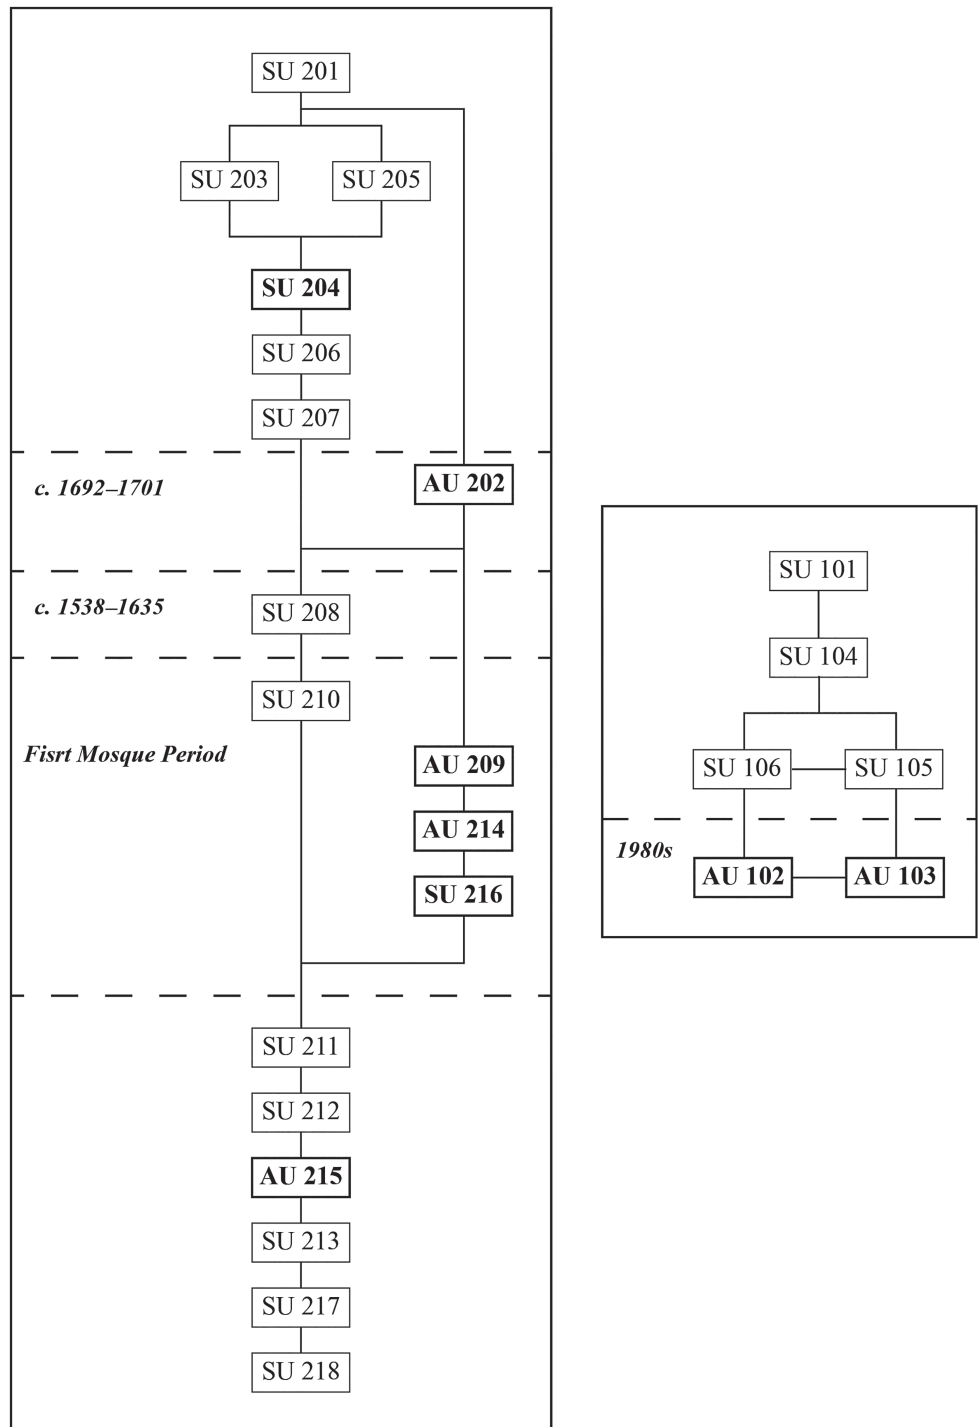 SU 201
SU 203 SU 205
SU 204
SU 206
SU 207
c. 1692–1701
AU 202
c. 1538–1635
SU 208
SU 210
Fisrt Mosque Period
AU 209
AU 214
SU 216
SU 211
SU 212
AU 215
SU 213
SU 217
SU 218
SU 101
SU 104
SU 106 SU 105
1980s
AU 102 AU 103